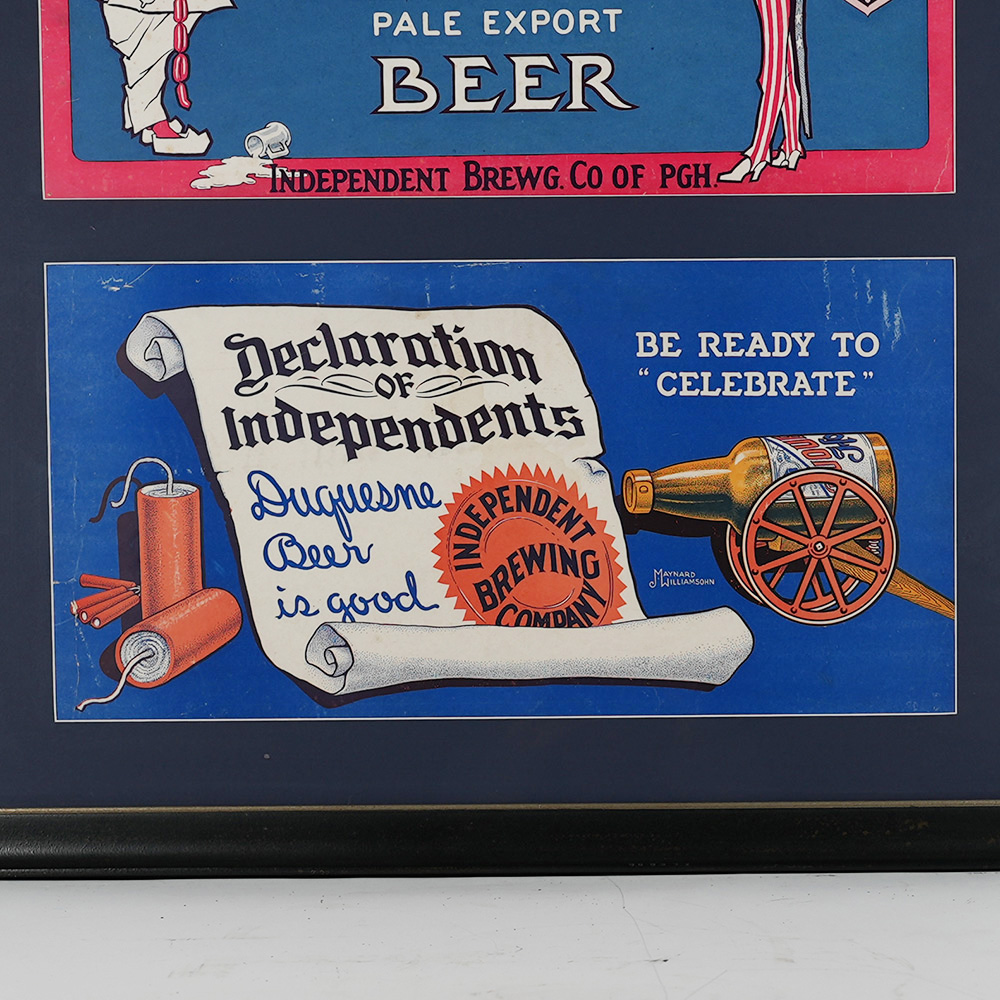 PALE EXPORT
BEER
INDEPENDENT BREWG. CO OF PGH.
Declaration
OF
Independents
BE READY TO
"CELEBRATE"
Duquesne
Beer
is good
INDEPENDENT
BREWING
COMPANY
MAYNARD
WILLIAMSOHN